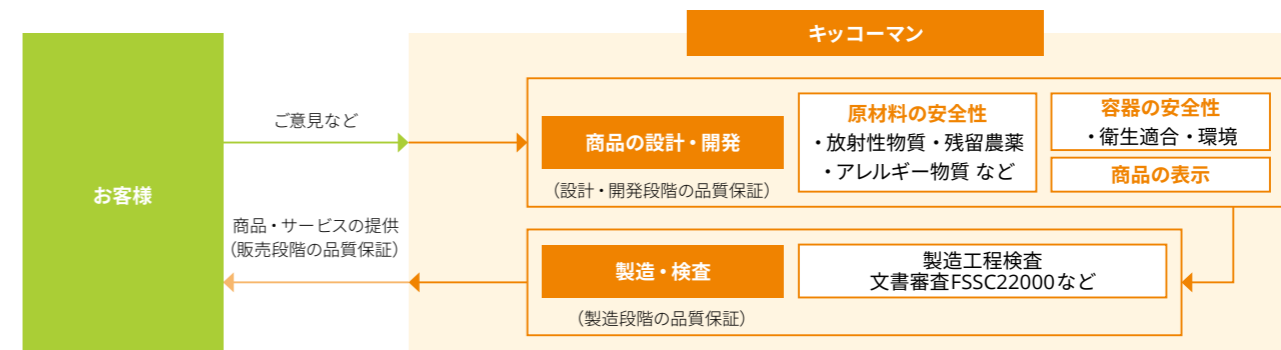 キッコーマン
お客様
ご意見など
商品の設計・開発
(設計・開発段階の品質保証)
原材料の安全性
・放射性物質・残留農薬
・アレルギー物質 など
容器の安全性
・衛生適合・環境
商品の表示
商品・サービスの提供
(販売段階の品質保証)
製造・検査
(製造段階の品質保証)
製造工程検査
文書審査FSSC22000など